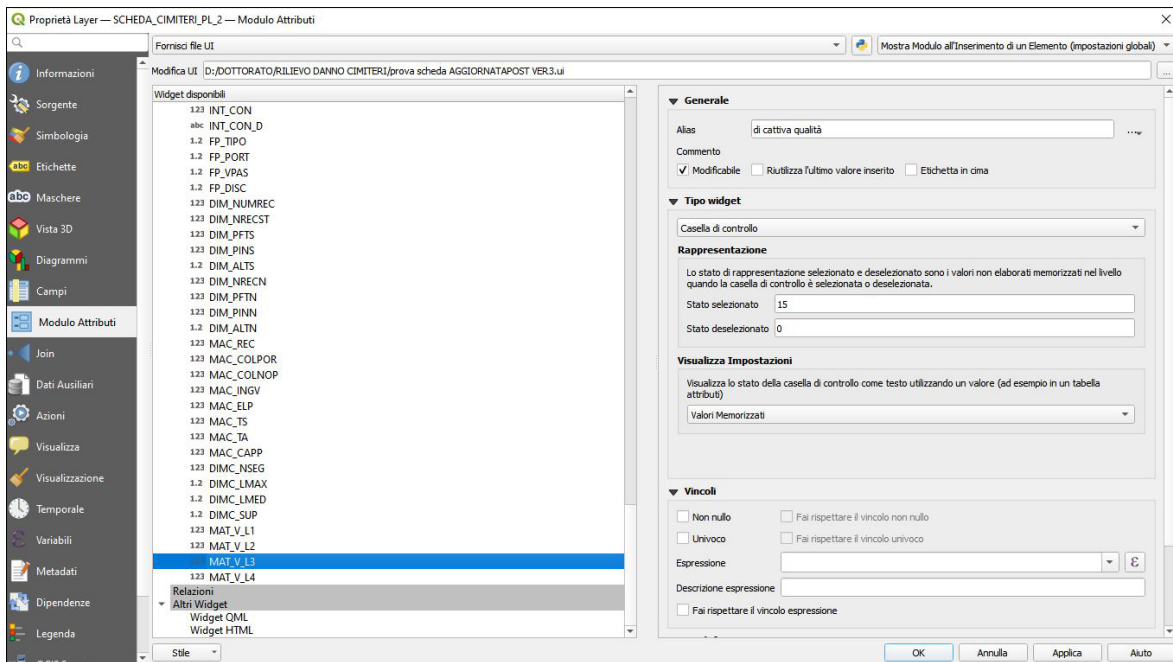 Proprietà Layer — SCHEDA_CIMITERI_PL_2 — Modulo Attributi
Informazioni
Sorgente
Simbologia
abc Etichette
abc Maschere
Vista 3D
Diagrammi
Campi
Modulo Attributi
Join
Dati Ausiliari
Azioni
Visualizza
Visualizzazione
Temporale
Variabili
Metadati
Dipendenze
Legenda
Fornisci file UI
Mostra Modulo all'Inserimento di un Elemento (impostazioni globali)
Modifica UI D:/DOTTORATO/RILIEVO DANNO CIMITERI/prova scheda AGGIORNATAPOST VER3.ui ...
Widget disponibili
123 INT_CON
abc INT_CON_D
1.2 FP_TIPO
1.2 FP_PORT
1.2 FP_VPAS
1.2 FP_DISC
123 DIM_NUMREC
123 DIM_NRECST
123 DIM_PFTS
123 DIM_PINS
1.2 DIM_ALTS
123 DIM_NRECN
123 DIM_PFTN
123 DIM_PINN
1.2 DIM_ALTN
123 MAC_REC
123 MAC_COLPOR
123 MAC_COLNOP
123 MAC_INGV
123 MAC_ELP
123 MAC_TS
123 MAC_TA
123 MAC_CAPP
123 DIMC_NSEG
1.2 DIMC_LMAX
1.2 DIMC_LMED
1.2 DIMC_SUP
123 MAT_V_L1
123 MAT_V_L2
123 MAT_V_L3
123 MAT_V_L4
Relazioni
Altri Widget
Widget QML
Widget HTML
Generale
Alias di cattiva qualità
Commento
Modificabile Riutilizza l'ultimo valore inserito Etichetta in cima
Tipo widget
Casella di controllo
Rappresentazione
Lo stato di rappresentazione selezionato e deselezionato sono i valori non elaborati memorizzati nel livello
quando la casella di controllo è selezionata o deselezionata.
Stato selezionato 15
Stato deselezionato 0
Visualizza Impostazioni
Visualizza lo stato della casella di controllo come testo utilizzando un valore (ad esempio in un tabella
attributi)
Valori Memorizzati
Vincoli
Non nullo Fai rispettare il vincolo non nullo
Univoco Fai rispettare il vincolo univoco
Espressione ε
Descrizione espressione
Fai rispettare il vincolo espressione
Stile OK Annulla Applica Aiuto